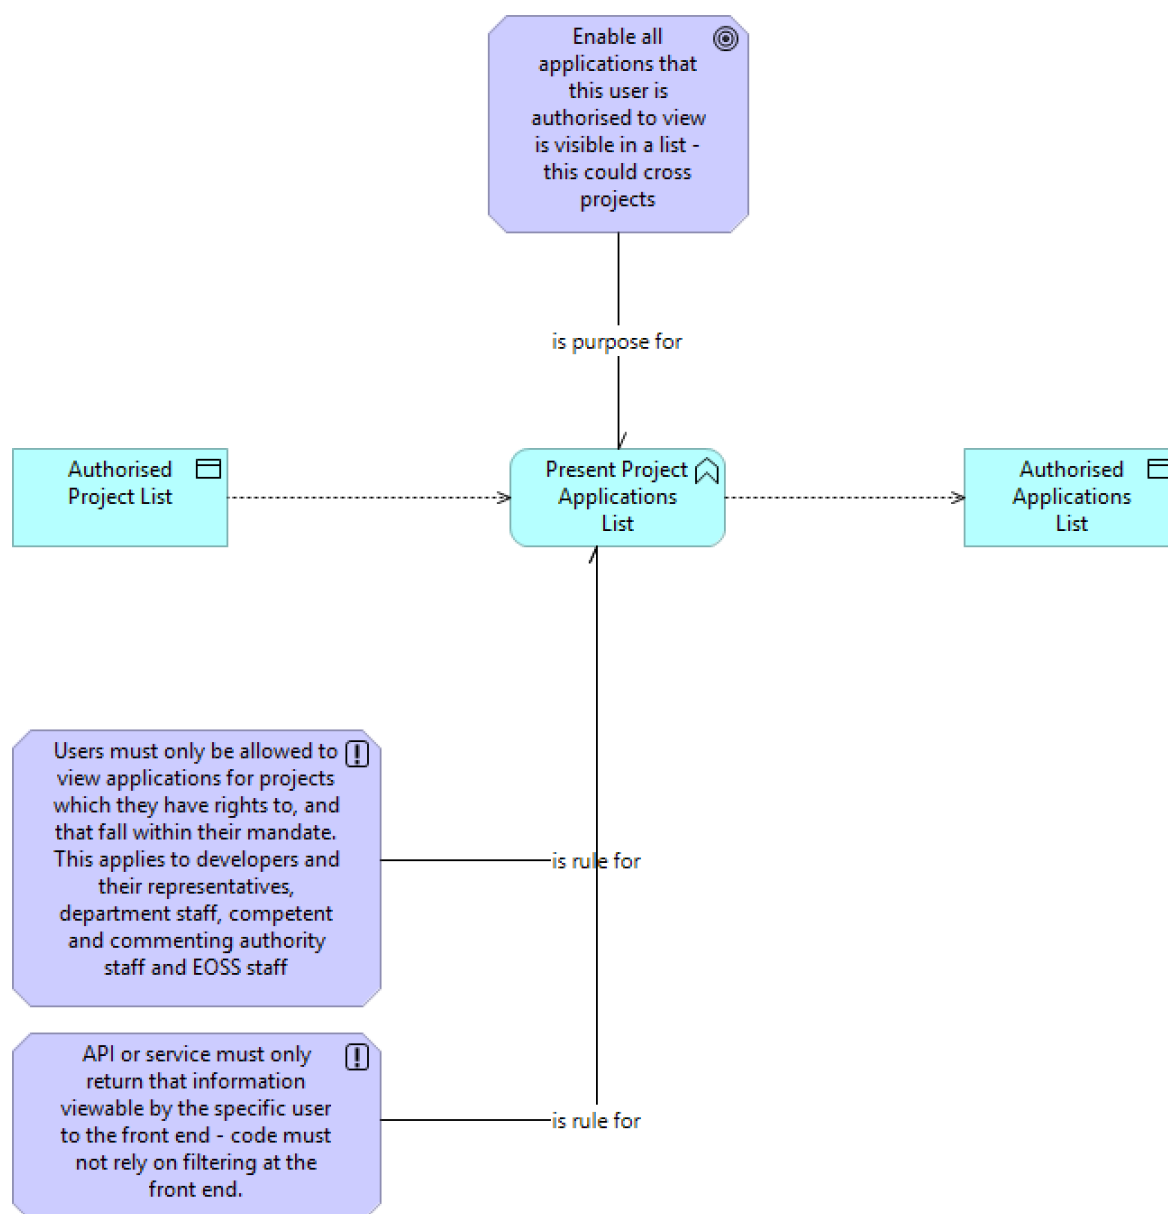 Enable all
applications that
this user is
authorised to view
is visible in a list -
this could cross
projects
is purpose for
Authorised
Project List
Present Project
Applications
List
Authorised
Applications
List
Users must only be allowed to
view applications for projects
which they have rights to, and
that fall within their mandate.
This applies to developers and
their representatives,
department staff, competent
and commenting authority
staff and EOSS staff
is rule for
API or service must only
return that information
viewable by the specific user
to the front end - code must
not rely on filtering at the
front end.
is rule for